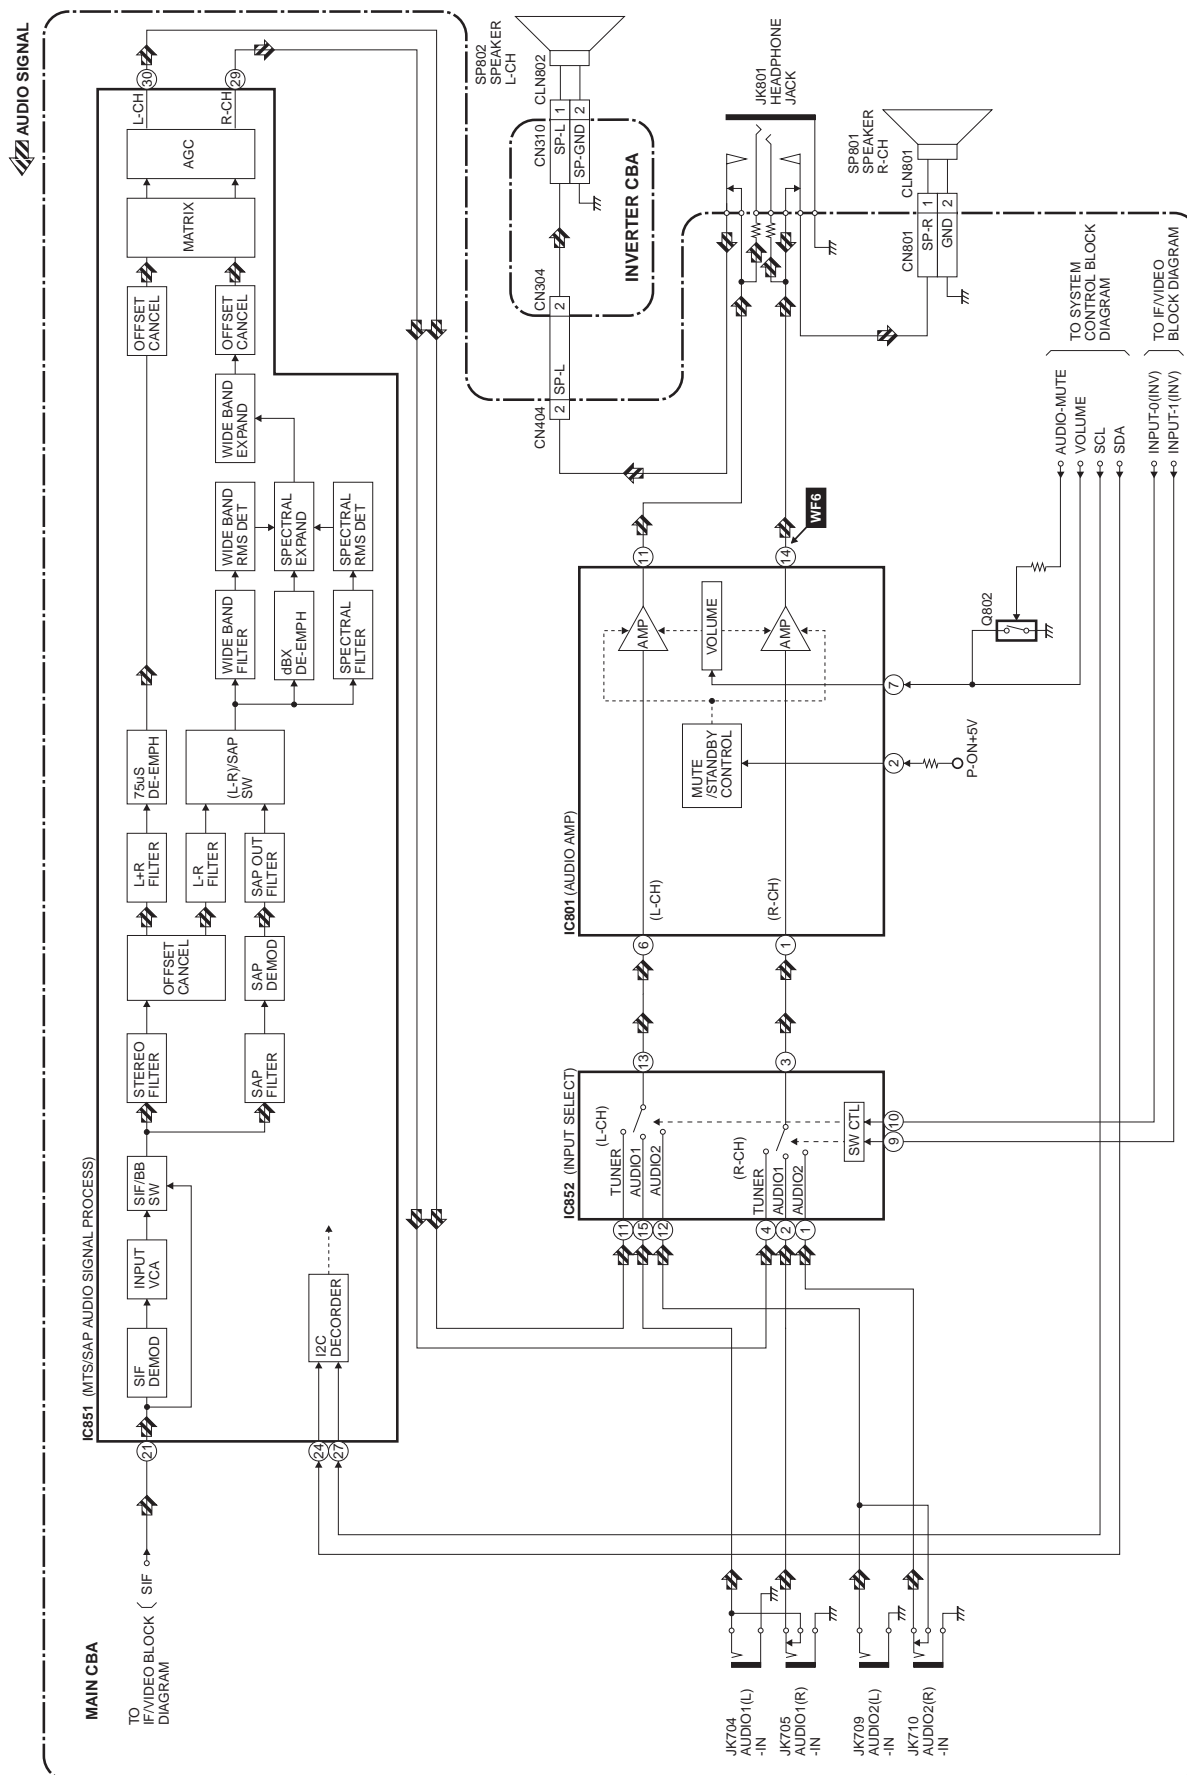 AUDIO SIGNAL
MAIN CBA
TO
IF/VIDEO BLOCK
DIAGRAM
SIF
IC851 (MTS/SAP AUDIO SIGNAL PROCESS)
21
SIF
DEMOD
INPUT
VCA
SIF/BB
SW
STEREO
FILTER
SAP
FILTER
OFFSET
CANCEL
SAP
DEMOD
L+R
FILTER
L-R
FILTER
SAP OUT
FILTER
75uS
DE-EMPH
(L-R)/SAP
SW
WIDE BAND
FILTER
dBX
DE-EMPH
SPECTRAL
FILTER
WIDE BAND
RMS DET
SPECTRAL
EXPAND
SPECTRAL
RMS DET
WIDE BAND
EXPAND
OFFSET
CANCEL
OFFSET
CANCEL
MATRIX
AGC
L-CH
30
R-CH
29
24
27
I2C
DECORDER
JK704
AUDIO1(L)
-IN
JK705
AUDIO1(R)
-IN
JK709
AUDIO2(L)
-IN
JK710
AUDIO2(R)
-IN
IC852 (INPUT SELECT)
11
15
12
4
2
1
TUNER
AUDIO1
AUDIO2
(L-CH)
TUNER
AUDIO1
AUDIO2
(R-CH)
SW CTL
9
10
13
3
IC801 (AUDIO AMP)
6
1
(L-CH)
(R-CH)
MUTE
/STANDBY
CONTROL
VOLUME
AMP
AMP
2
7
P-ON+5V
11
14
WF6
Q802
CN404
2
SP-L
CN304
2
INVERTER CBA
CN310
SP-L
1
SP-GND
2
CLN802
SP802
SPEAKER
L-CH
JK801
HEADPHONE
JACK
SP801
SPEAKER
R-CH
CN801
SP-R
1
GND
2
CLN801
AUDIO-MUTE
VOLUME
SCL
SDA
TO SYSTEM
CONTROL BLOCK
DIAGRAM
INPUT-0(INV)
INPUT-1(INV)
TO IF/VIDEO
BLOCK DIAGRAM